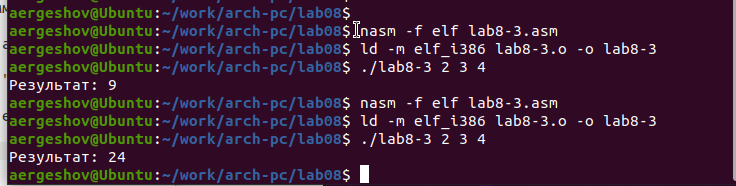 aergeshov@Ubuntu:~/work/arch-pc/lab08$
aergeshov@Ubuntu:~/work/arch-pc/lab08$ nasm -f elf lab8-3.asm
aergeshov@Ubuntu:~/work/arch-pc/lab08$ ld -m elf_i386 lab8-3.o -o lab8-3
aergeshov@Ubuntu:~/work/arch-pc/lab08$ ./lab8-3 2 3 4
Результат: 9
aergeshov@Ubuntu:~/work/arch-pc/lab08$ nasm -f elf lab8-3.asm
aergeshov@Ubuntu:~/work/arch-pc/lab08$ ld -m elf_i386 lab8-3.o -o lab8-3
aergeshov@Ubuntu:~/work/arch-pc/lab08$ ./lab8-3 2 3 4
Результат: 24
aergeshov@Ubuntu:~/work/arch-pc/lab08$